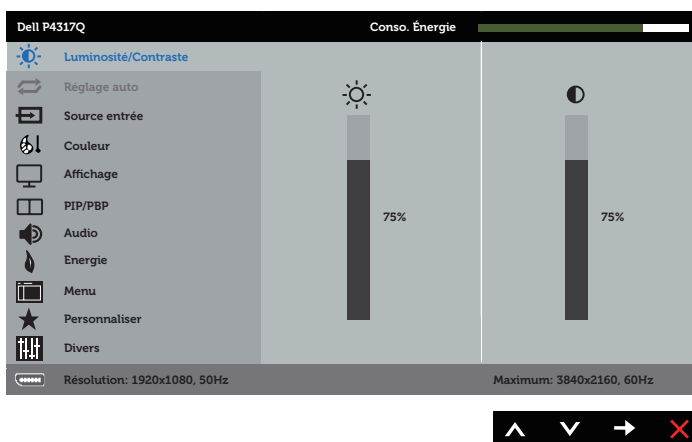 Dell P4317Q Conso. Énergie
Luminosité/Contraste
Réglage auto
Source entrée
Couleur
Affichage
PIP/PBP
Audio
Energie
Menu
Personnaliser
Divers
75% 75%
Résolution: 1920x1080, 50Hz Maximum: 3840x2160, 60Hz